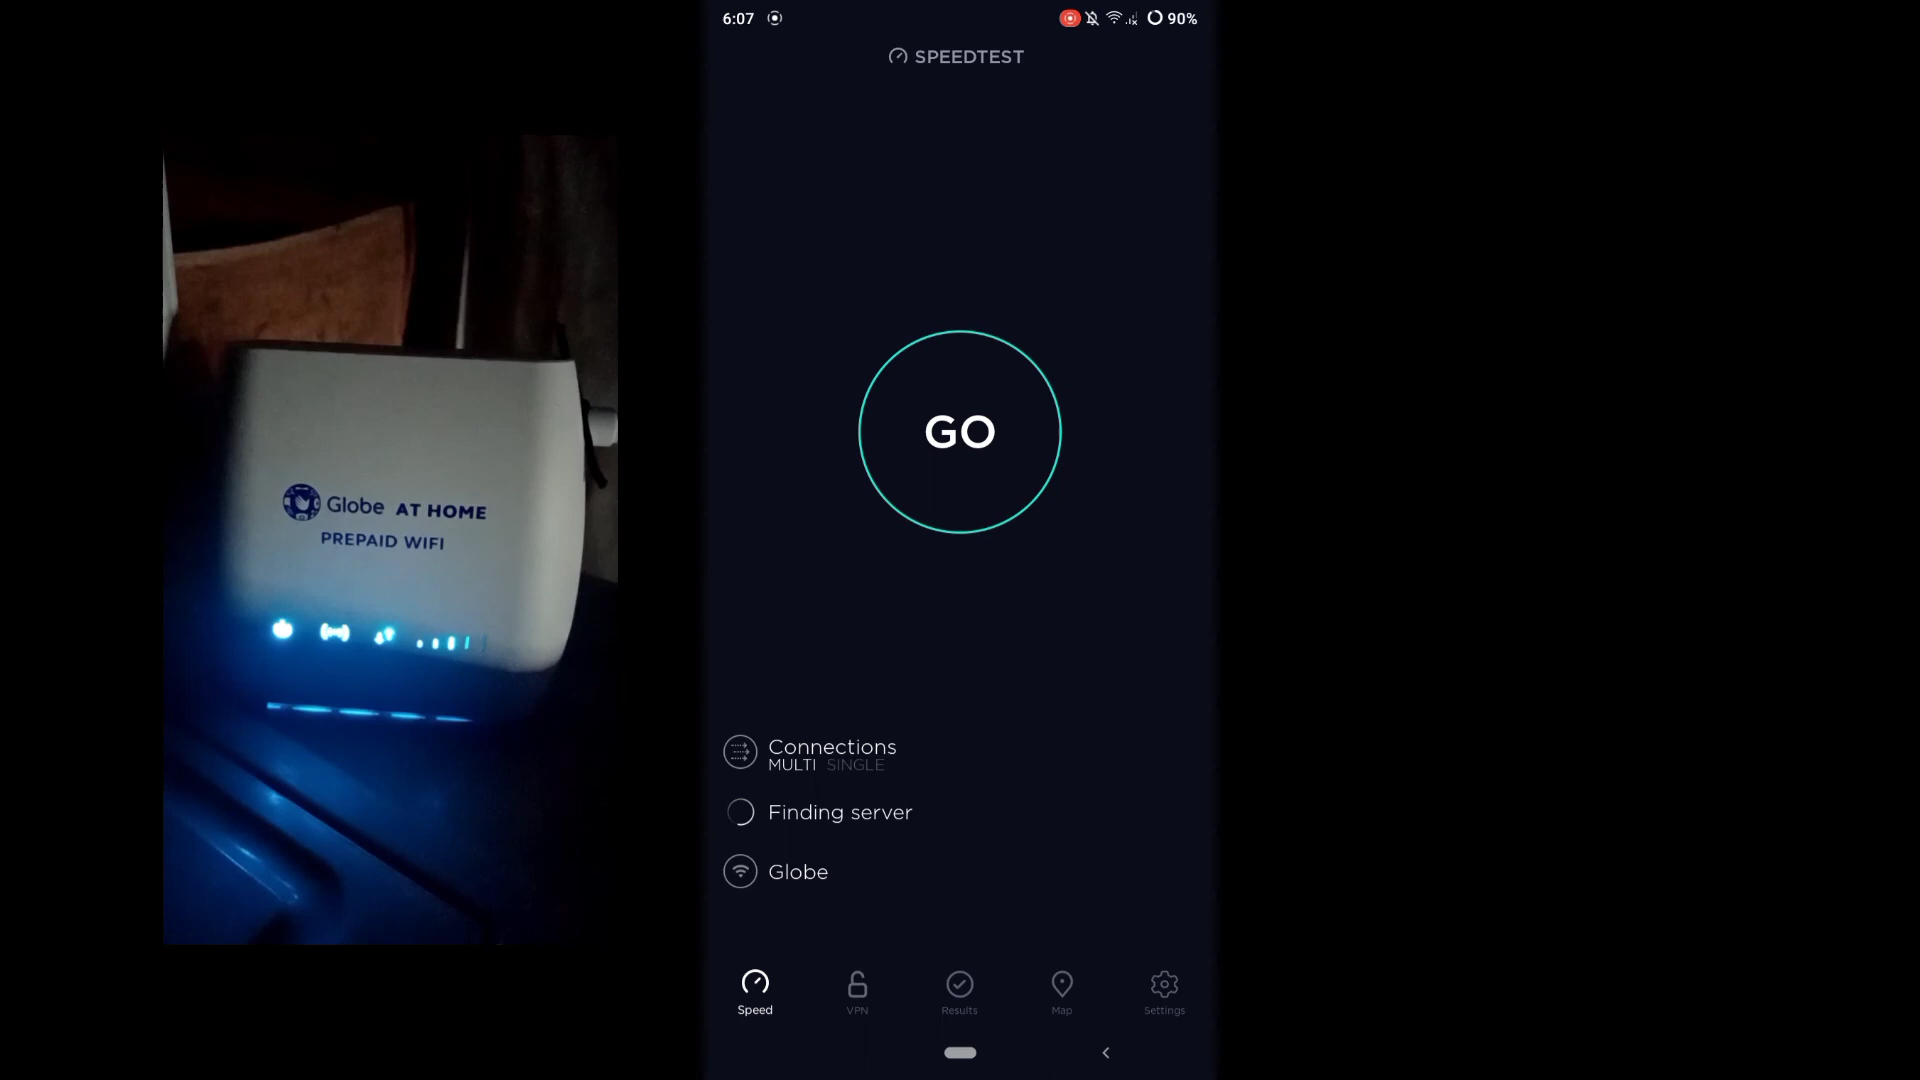 Globe AT HOME
PREPAID WIFI
6:07
90%
SPEEDTEST
GO
Connections
MULTI SINGLE
Finding server
Globe
Speed
VPN
Results
Map
Settings